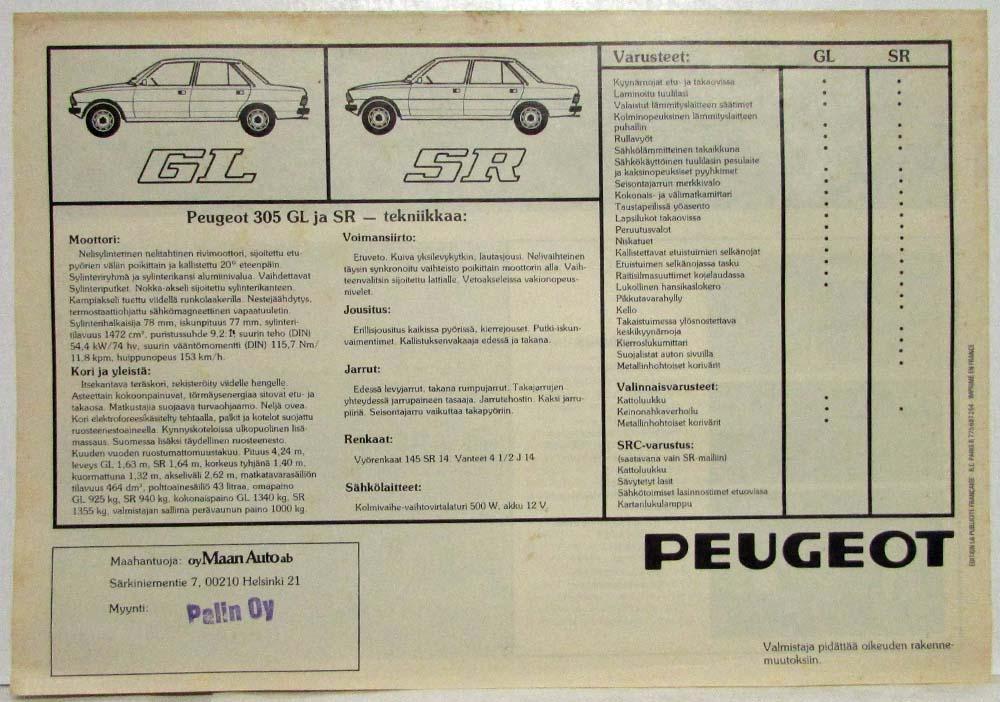 GL
SR
Peugeot 305 GL ja SR — tekniikkaa:
Moottori:
Nelisylinterinen nelitahtinen rivimoottori, sijoitettu etu-
pyörien väliin poikittain ja kallistettu 20° eteenpäin.
Sylinteriryhmä ja sylinterikansi alumiinivalua. Vaihdettavat
Sylinteriputket. Nokka-akseli sijoitettu sylinterikanteen.
Kampiakseli tuettu viidellä runkolaakerilla. Nestejäähdytys,
termostaattiohjattu sähkömagneettinen vapaatuuletin.
Sylinterihalkaisija 78 mm, iskunpituus 77 mm, sylinteri-
tilavuus 1472 cm³, puristussuhde 9,2:1, suurin teho (DIN)
54,4 kW/74 hv, suurin vääntömomentti (DIN) 115,7 Nm/
11,8 kpm, huippunopeus 153 km/h.
Kori ja yleistä:
Itsekantava teräskori, rekisteröity viidelle hengelle.
Asteettain kokoonpainuvat, törmäysenergiaa sitovat etu- ja
takaosa. Matkustajia suojaava turvaohjaamo. Neljä ovea.
Kori elektroforeesikäsitelty tehtaalla, palkit ja kotelot suojattu
ruosteenestoaineella. Kynnyskoteloissa ulkopuolinen lisä-
massaus. Suomessa lisäksi täydellinen ruosteenesto.
Kuuden vuoden ruostumattomuustakuu. Pituus 4,24 m,
leveys GL 1,63 m, SR 1,64 m, korkeus tyhjänä 1,40 m,
kuormattuna 1,32 m, akseliväli 2,62 m, matkatavarasäiliön
tilavuus 464 dm³, polttoainesäiliö 43 litraa, omapaino
GL 925 kg, SR 940 kg, kokonaispaino GL 1340 kg, SR
1355 kg, valmistajan sallima perävaunun paino 1000 kg.
Voimansiirto:
Etuveto. Kuiva yksilevykytkin, lautasjousi. Nelivaihteinen
täysin synkronoitu vaihteisto poikittain moottorin alla. Vaih-
teenvalitsin sijoitettu lattialle. Vetoakseleissa vakionopeus-
nivelet.
Jousitus:
Erillisjousitus kaikissa pyörissä, kierrejouset. Putki-iskun-
vaimentimet. Kallistuksenvakaaja edessä ja takana.
Jarrut:
Edessä levyjarrut, takana rumpujarrut. Takajarrujen
yhteydessä jarrupaineen tasaaja. Jarrutehostin. Kaksi jarru-
piiriä. Seisontajarru vaikuttaa takapyöriin.
Renkaat:
Vyörenkaat 145 SR 14. Vanteet 4 1/2 J 14
Sähkölaitteet:
Kolmivaihe-vaihtovirtalaturi 500 W, akku 12 V.
Varusteet: GL SR
Kyynärnojat etu- ja takaovissa • •
Laminoitu tuulilasi • •
Valaistut lämmityslaitteen säätimet • •
Kolminopeuksinen lämmityslaitteen
puhallin • •
Rullavyöt • •
Sähkölämmitteinen takaikkuna • •
Sähkökäyttöinen tuulilasin pesulaite
ja kaksinopeuksiset pyyhkimet • •
Seisontajarrun merkkivalo • •
Kokonais- ja välimatkamittari • •
Taustapeilissä yöasento • •
Lapsilukot takaovissa • •
Peruutusvalot • •
Niskatuet • •
Kallistettavat etuistuimien selkänojat • •
Etuistuimen selkänojassa tasku • •
Raitisilmasuuttimet kojelaudassa • •
Lukollinen hansikaslokero • •
Pikkutavarahylly •
Kello •
Takaistuimessa ylösnostettava
keskikyynärnoja •
Kierroslukumittari •
Suojalistat auton sivuilla •
Metallinhohtoiset korivärit •
Valinnaisvarusteet:
Kattoluukku •
Keinonahkaverhoilu • •
Metallinhohtoiset korivärit •
SRC-varustus:
(saatavana vain SR-malliin)
Kattoluukku
Sävytetyt lasit
Sähkötoimiset lasinnostimet etuovissa
Kartanlukulamppu
PEUGEOT
EDITION LA PUBLICITE FRANÇAISE - IMPRIMÉ EN FRANCE
Maahantuoja: oy Maan Auto ab
Särkiniementie 7, 00210 Helsinki 21
Myynti: Palin Oy
Valmistaja pidättää oikeuden rakenne-
muutoksiin.